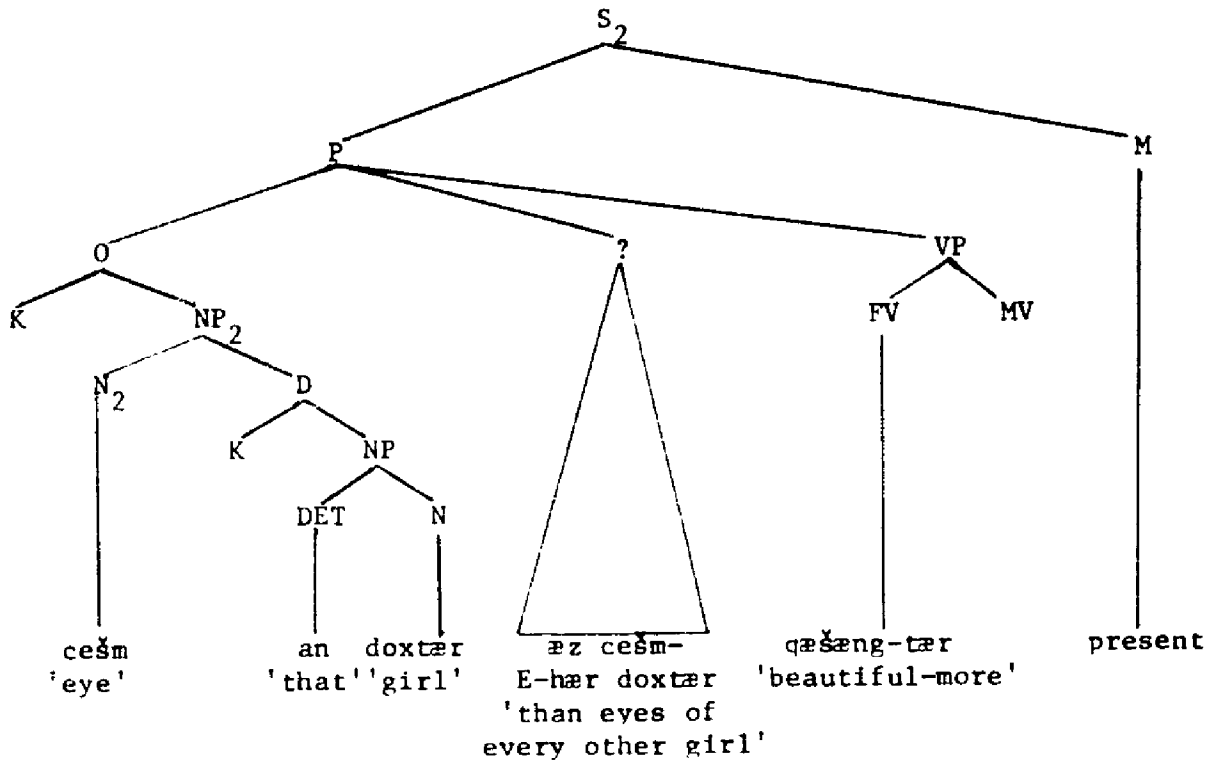 S₂
P M
O ? VP
K NP₂ FV MV
N₂ D
K NP
DET N
cešm an doxtær æz cešm- qæšæng-tær present
'eye' 'that' 'girl' E-hær doxtær 'beautiful-more'
'than eyes of
every other girl'